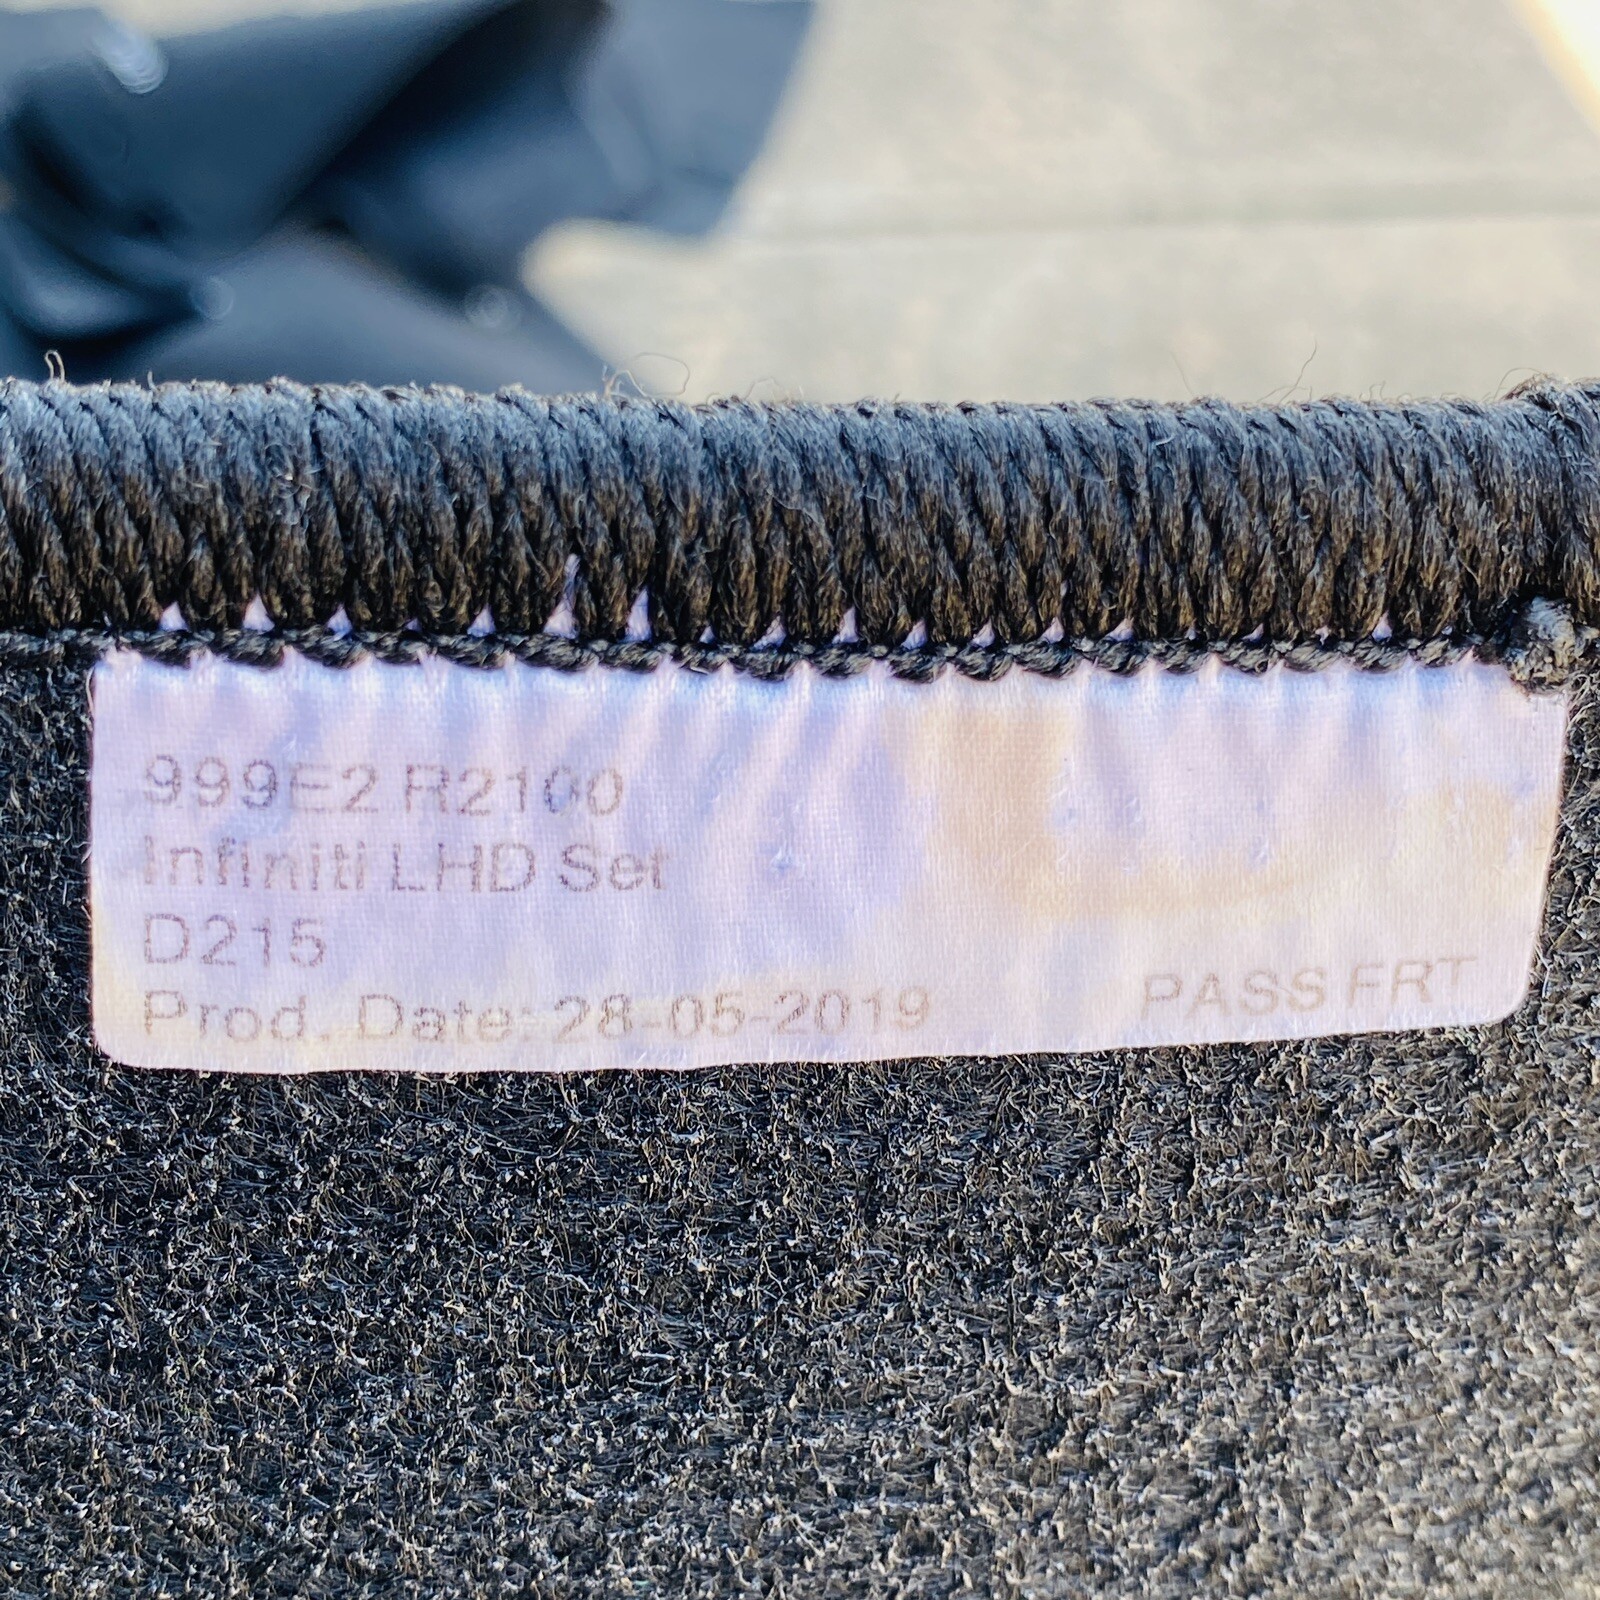 999E2 R2100
Infiniti LHD Set
D215
Prod. Date: 28-05-2019 PASS FRT